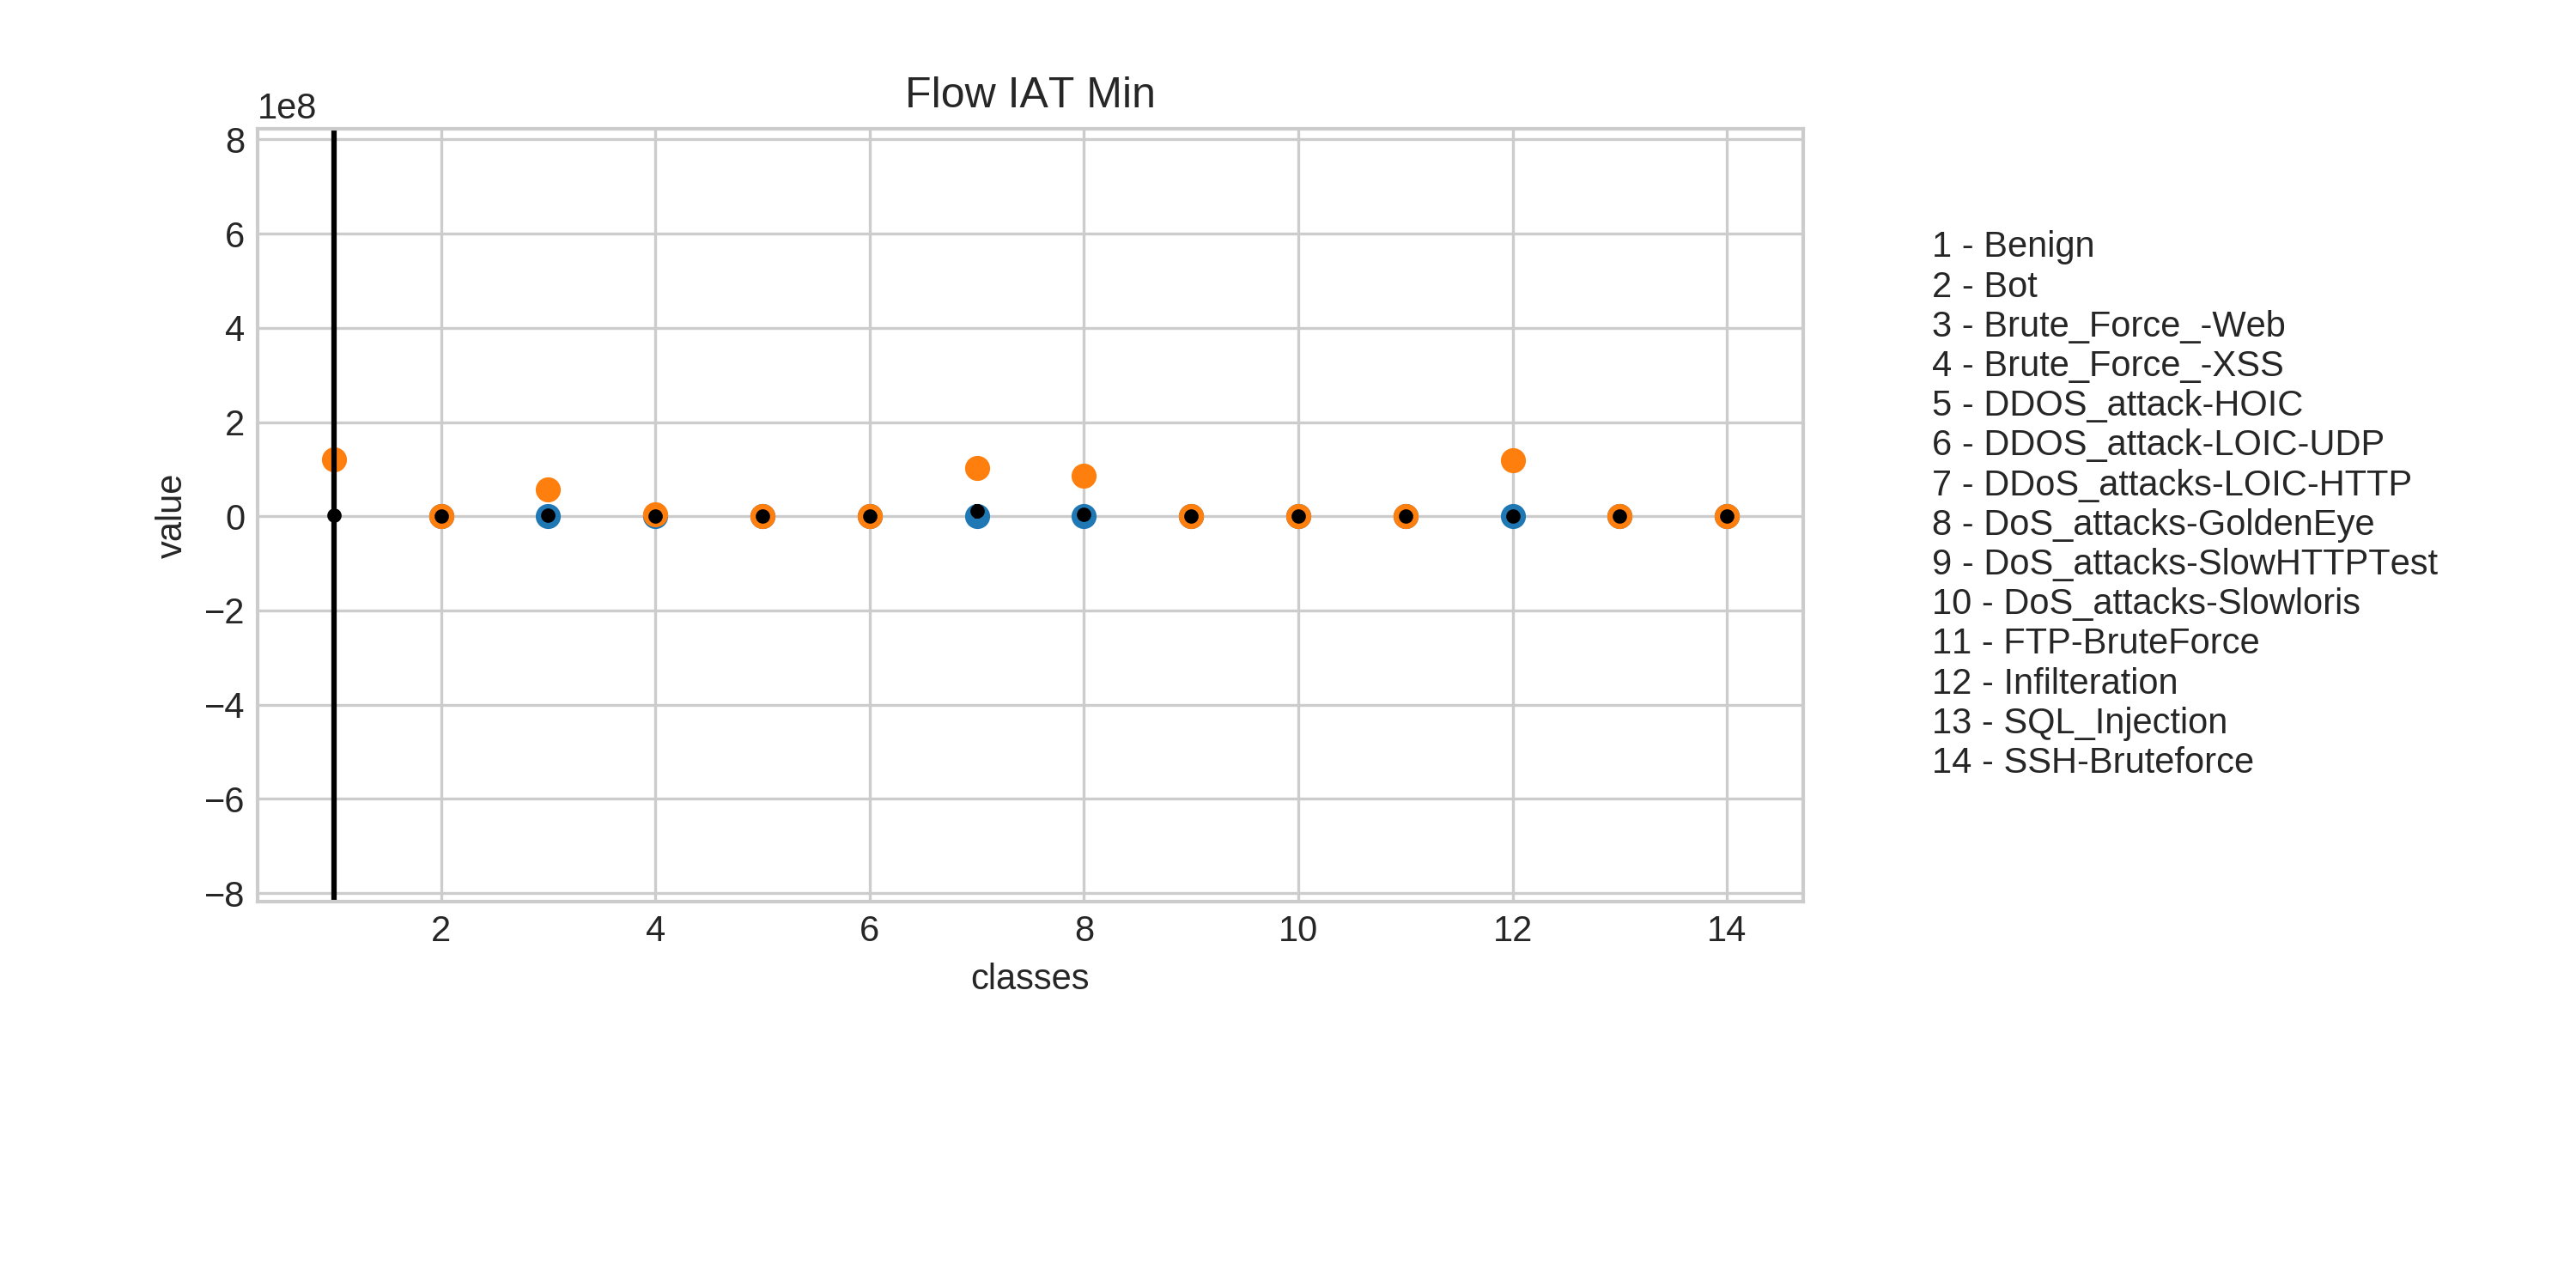 Flow IAT Min
1e8
8
6
4
2
0
−2
−4
−6
−8
value
2 4 6 8 10 12 14
classes
1 - Benign
2 - Bot
3 - Brute_Force_-Web
4 - Brute_Force_-XSS
5 - DDOS_attack-HOIC
6 - DDOS_attack-LOIC-UDP
7 - DDoS_attacks-LOIC-HTTP
8 - DoS_attacks-GoldenEye
9 - DoS_attacks-SlowHTTPTest
10 - DoS_attacks-Slowloris
11 - FTP-BruteForce
12 - Infilteration
13 - SQL_Injection
14 - SSH-Bruteforce